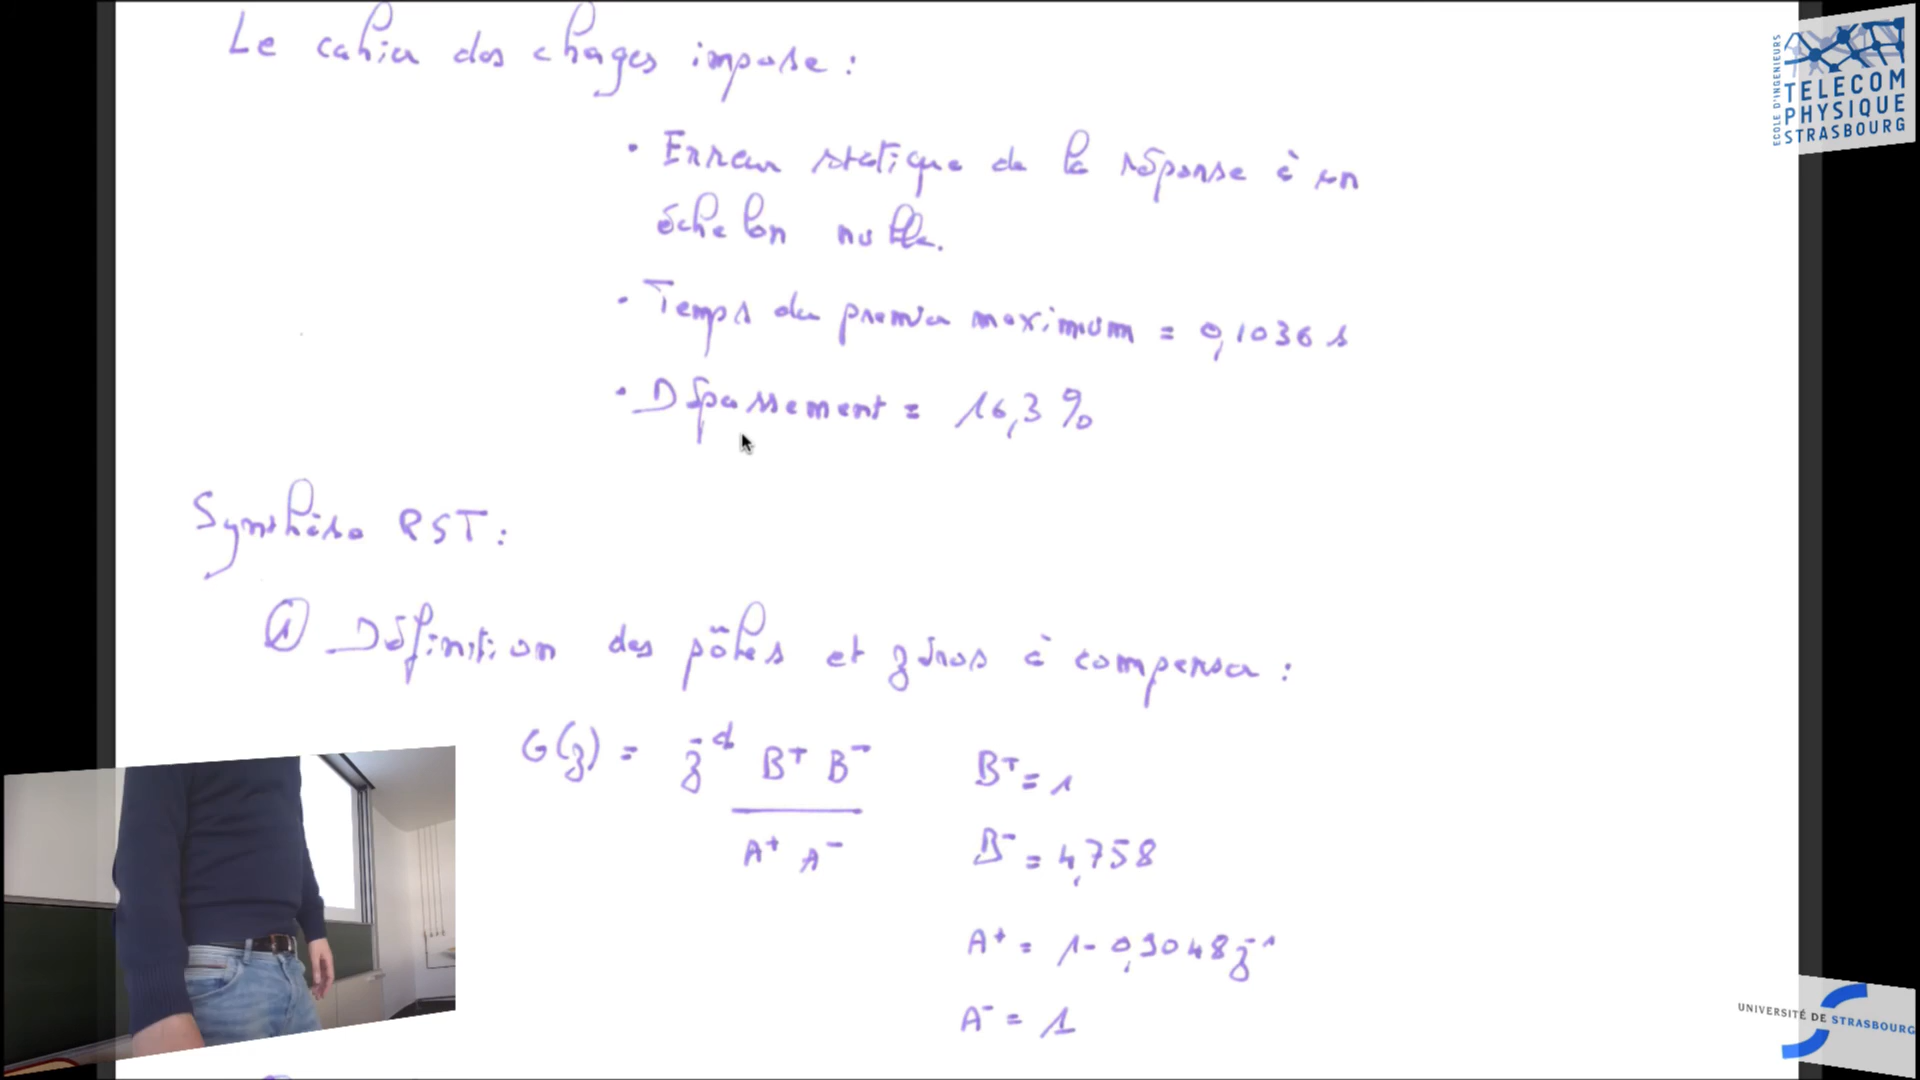 Le cahier des chages impose :
• Erreur statique de la réponse à un
échelon nulle.
• Temps du premier maximum = 0,1036 s
• Dépassement = 16,3 %
Synthèse RST :
① Définition des pôles et zéros à compenser :
G(z) = z^-d B⁺ B⁻
A⁺ A⁻
B⁺ = 1
B⁻ = 4,758
A⁺ = 1 - 0,9048 z⁻¹
A⁻ = 1
ECOLE D'INGENIEURS
TELECOM
PHYSIQUE
STRASBOURG
UNIVERSITÉ DE STRASBOURG